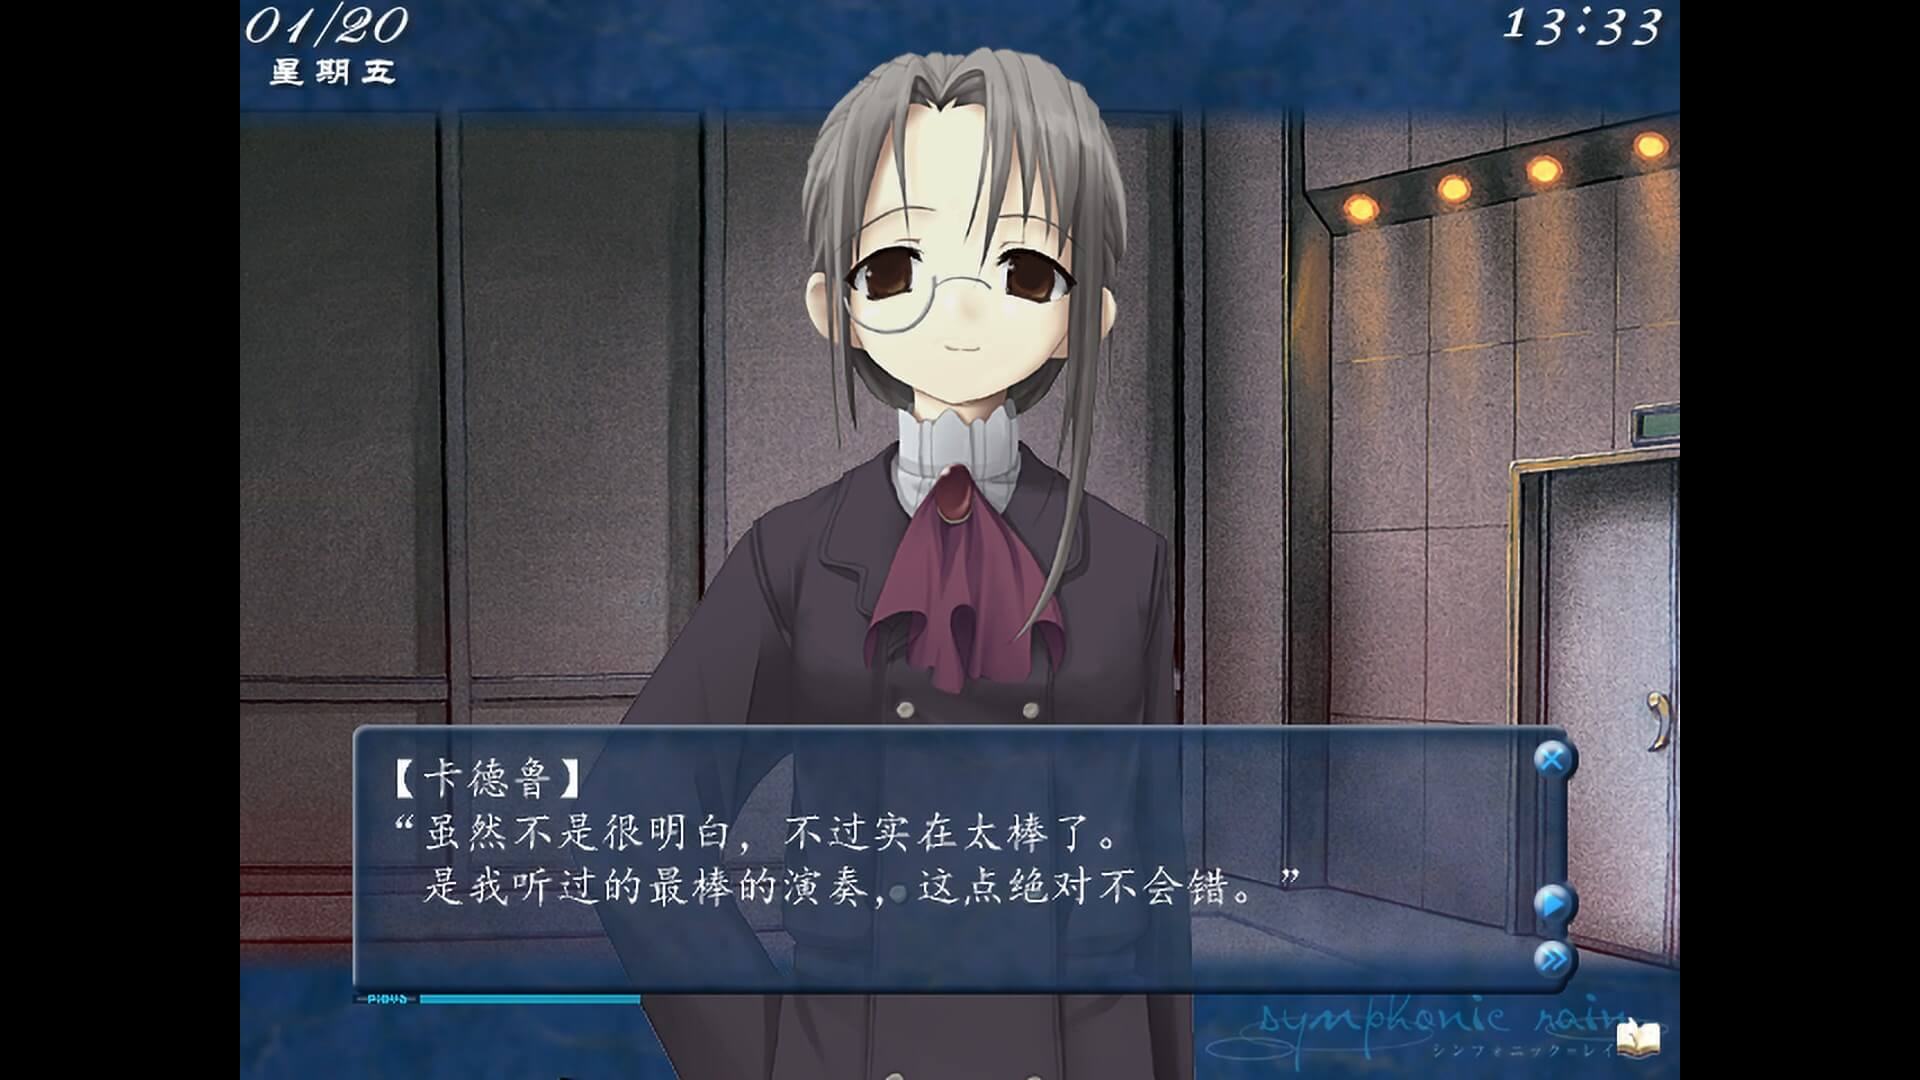 01/20
星期五
13:33
【卡德鲁】
“虽然不是很明白，不过实在太棒了。
是我听过的最棒的演奏，这点绝对不会错。”
PIOVA
symphonic rain
シンフォニック=レイン